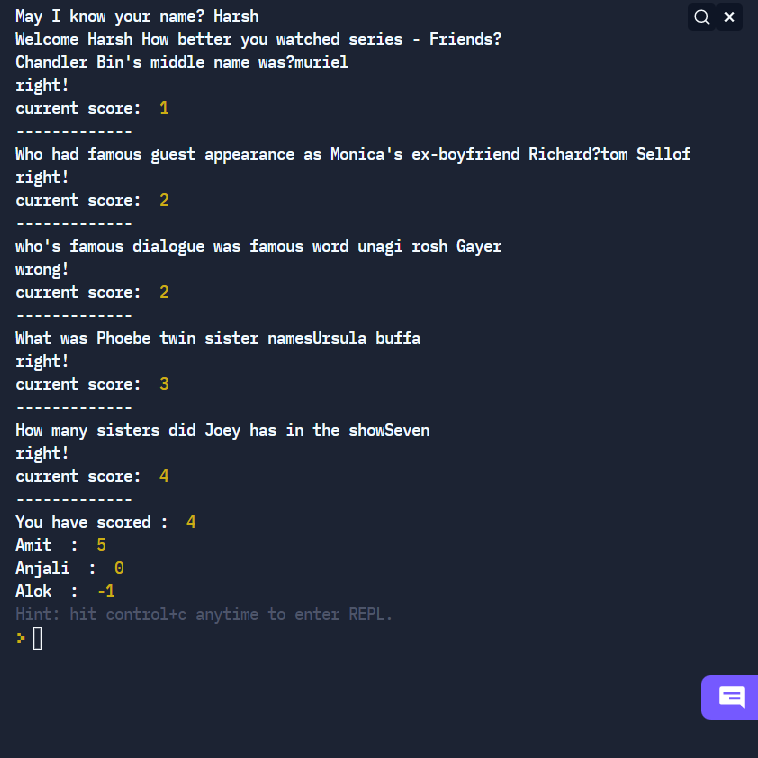 May I know your name? Harsh
Welcome Harsh How better you watched series - Friends?
Chandler Bin's middle name was?muriel
right!
current score:  1
-------------
Who had famous guest appearance as Monica's ex-boyfriend Richard?tom Sellof
right!
current score:  2
-------------
who's famous dialogue was famous word unagi rosh Gayer
wrong!
current score:  2
-------------
What was Phoebe twin sister namesUrsula buffa
right!
current score:  3
-------------
How many sisters did Joey has in the showSeven
right!
current score:  4
-------------
You have scored :  4
Amit  :  5
Anjali  :  0
Alok  :  -1
Hint: hit control+c anytime to enter REPL.
>